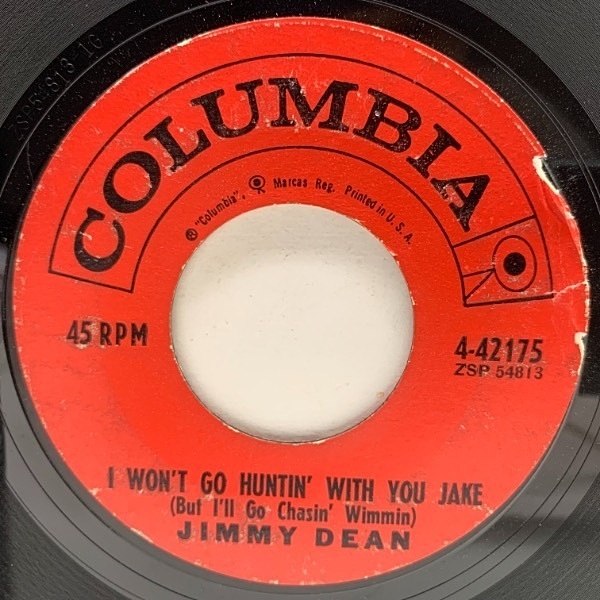 COLUMBIA
® "Columbia", Marcas Reg. Printed in U. S. A.
45 RPM
4-42175
ZSP 54813
I WON'T GO HUNTIN' WITH YOU JAKE
(But I'll Go Chasin' Wimmin)
JIMMY DEAN